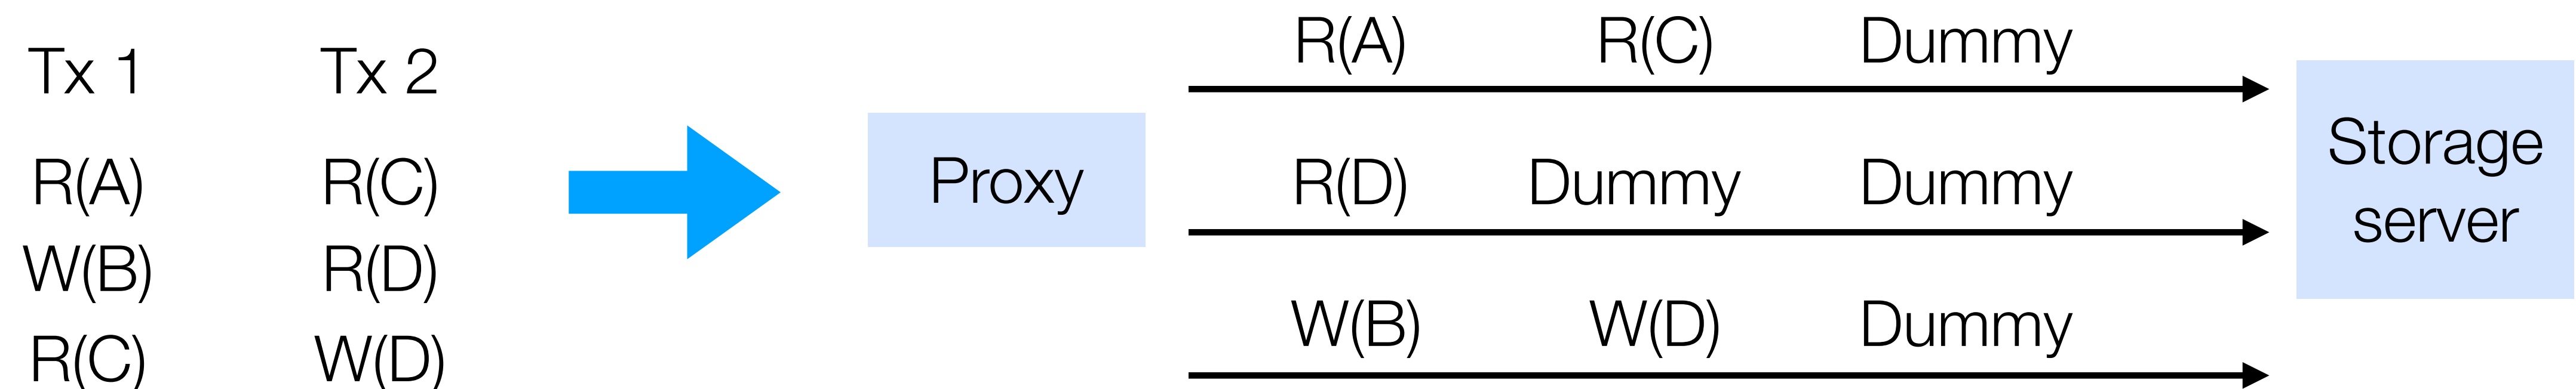 Tx 1 Tx 2
R(A) R(C)
W(B) R(D)
R(C) W(D)
Proxy
R(A) R(C) Dummy
R(D) Dummy Dummy
W(B) W(D) Dummy
Storage
server